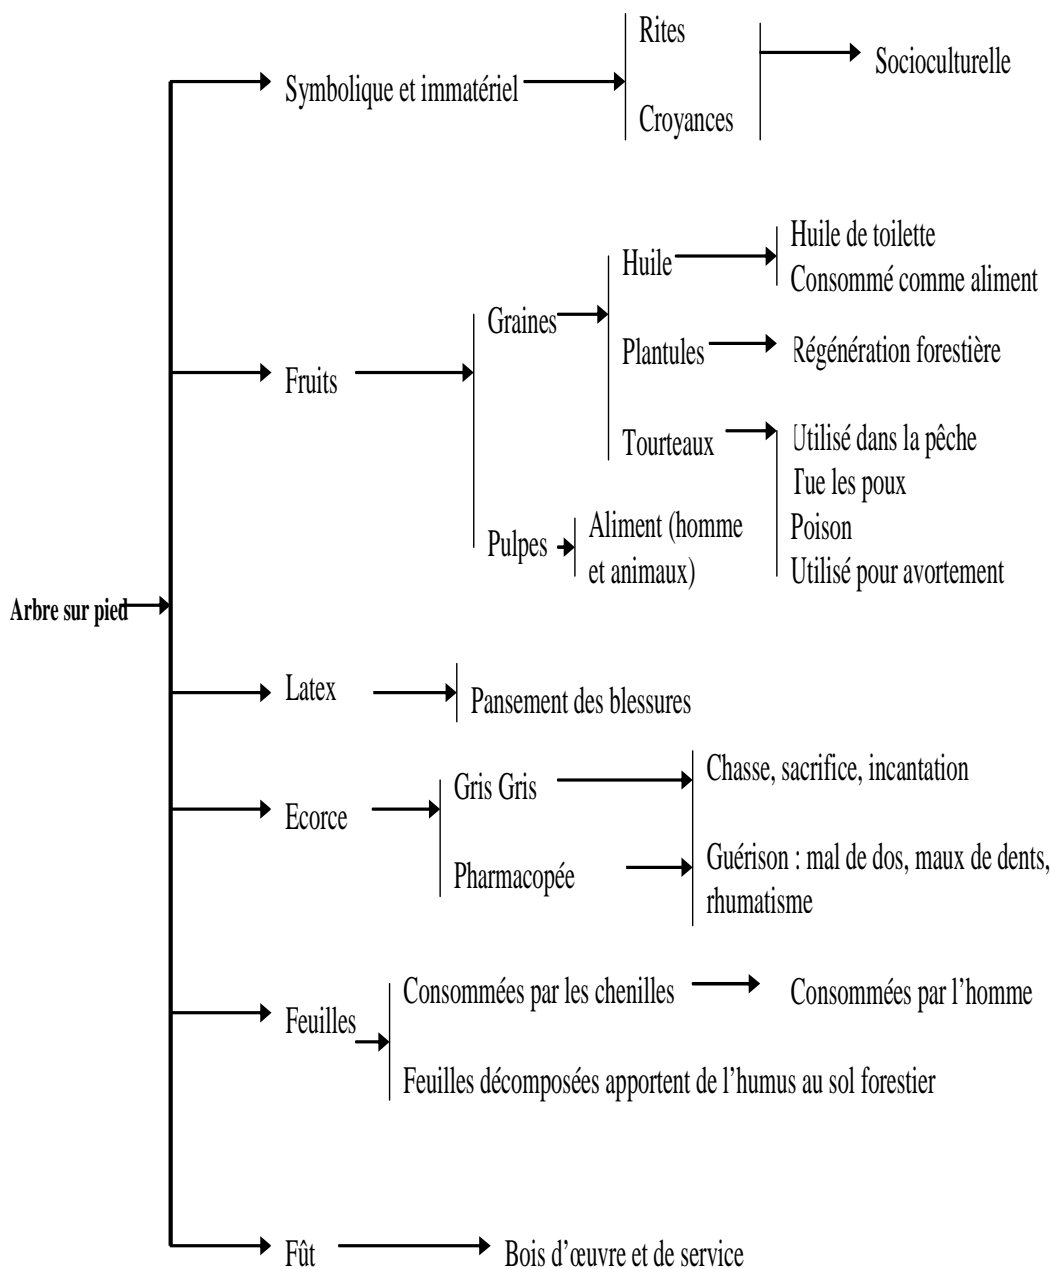 Rites
Symbolique et immatériel
Croyances
Socioculturelle
Fruits
Graines
Huile
Huile de toilette
Consommé comme aliment
Plantules
Régénération forestière
Tourteaux
Utilisé dans la pêche
Tue les poux
Poison
Utilisé pour avortement
Pulpes
Aliment (homme
et animaux)
Arbre sur pied
Latex
Pansement des blessures
Ecorce
Gris Gris
Chasse, sacrifice, incantation
Pharmacopée
Guérison : mal de dos, maux de dents,
rhumatisme
Feuilles
Consommées par les chenilles
Consommées par l’homme
Feuilles décomposées apportent de l’humus au sol forestier
Fût
Bois d’œuvre et de service